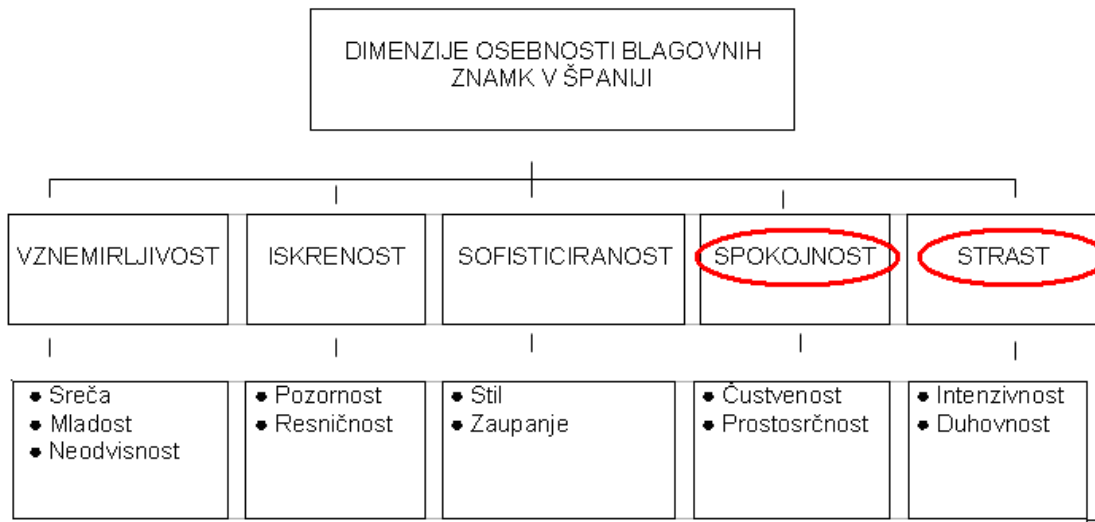 DIMENZIJE OSEBNOSTI BLAGOVNIH
ZNAMK V ŠPANIJI
VZNEMIRLJIVOST
ISKRENOST
SOFISTICIRANOST
SPOKOJNOST
STRAST
● Sreča
● Mladost
● Neodvisnost
● Pozornost
● Resničnost
● Stil
● Zaupanje
● Čustvenost
● Prostosrčnost
● Intenzivnost
● Duhovnost